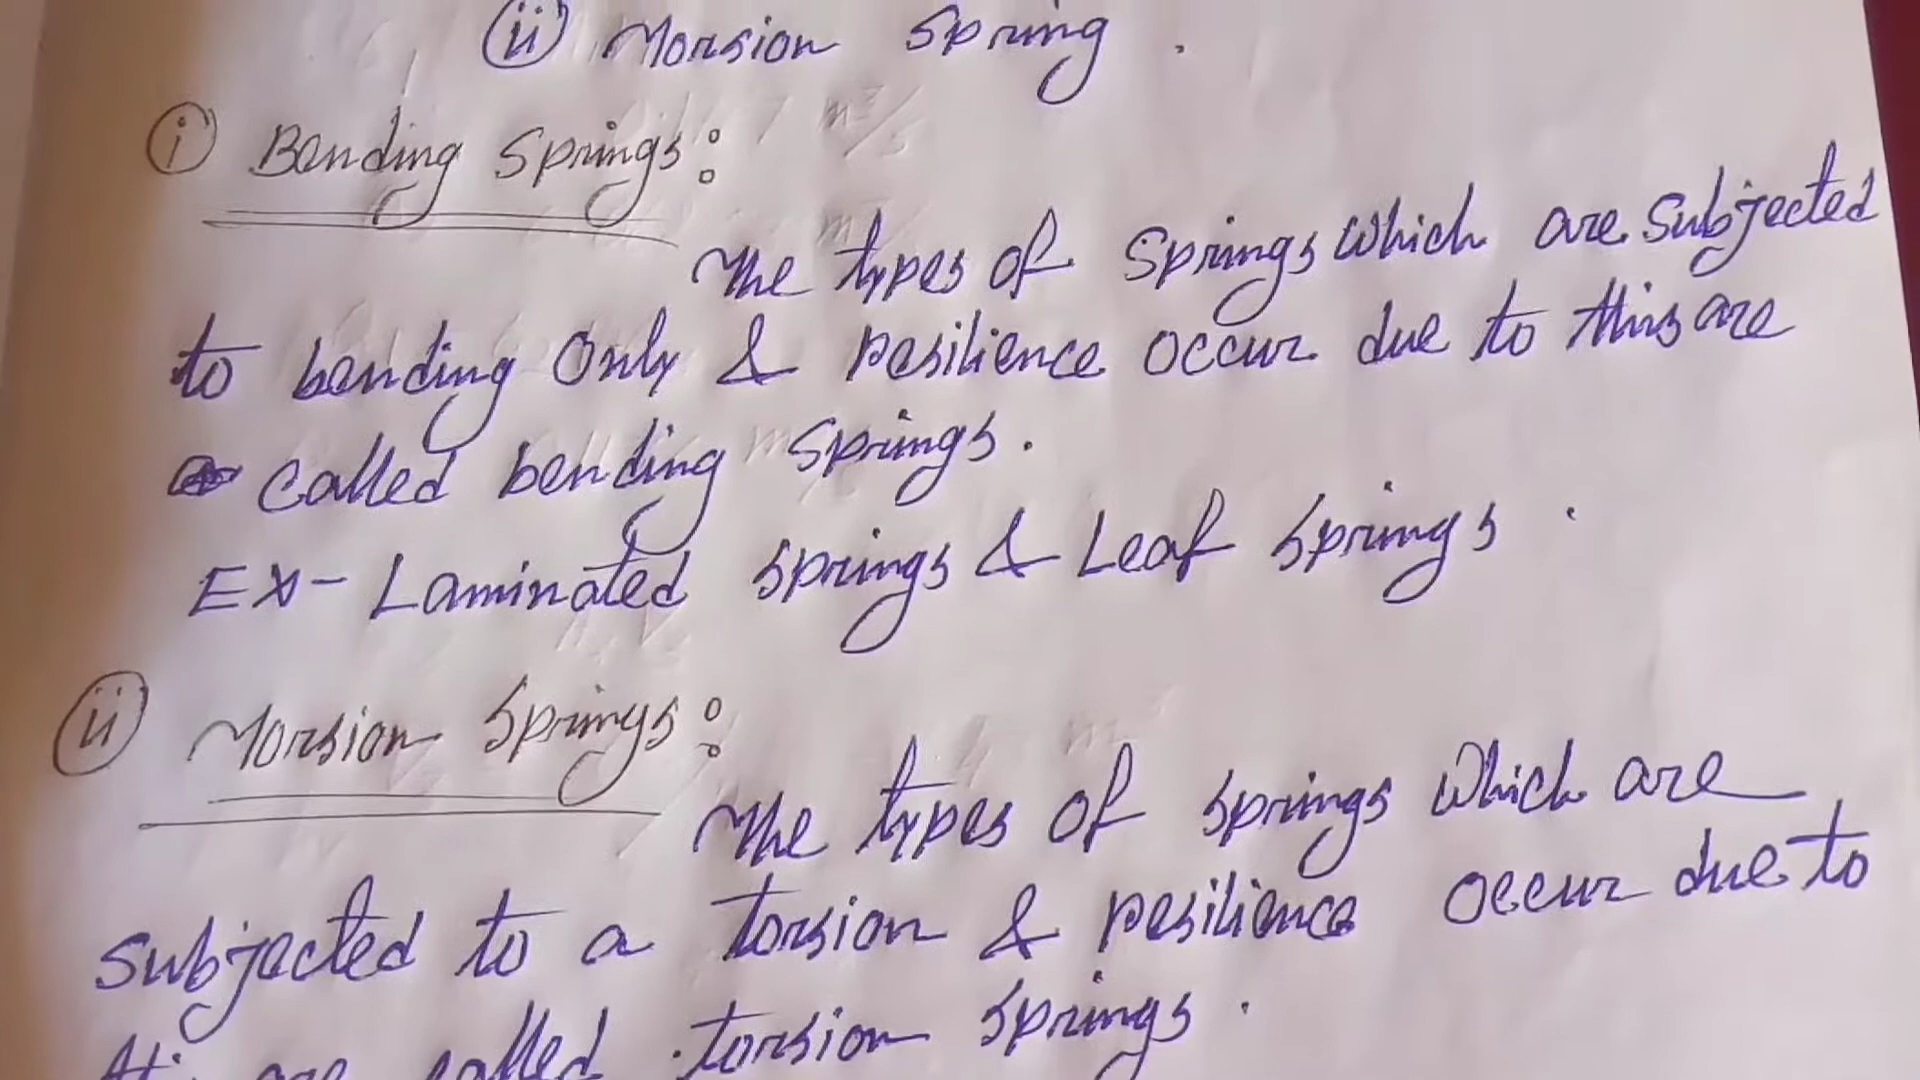 (ii) Torsion Spring.
(i) Bending Springs:
The types of Springs which are Subjected
to bending Only & resilience occur due to this are
called bending Springs.
EX- Laminated Springs & Leaf Springs.
(ii) Torsion Springs:
The types of Springs which are
Subjected to a torsion & resilience occur due to
are called torsion Springs.